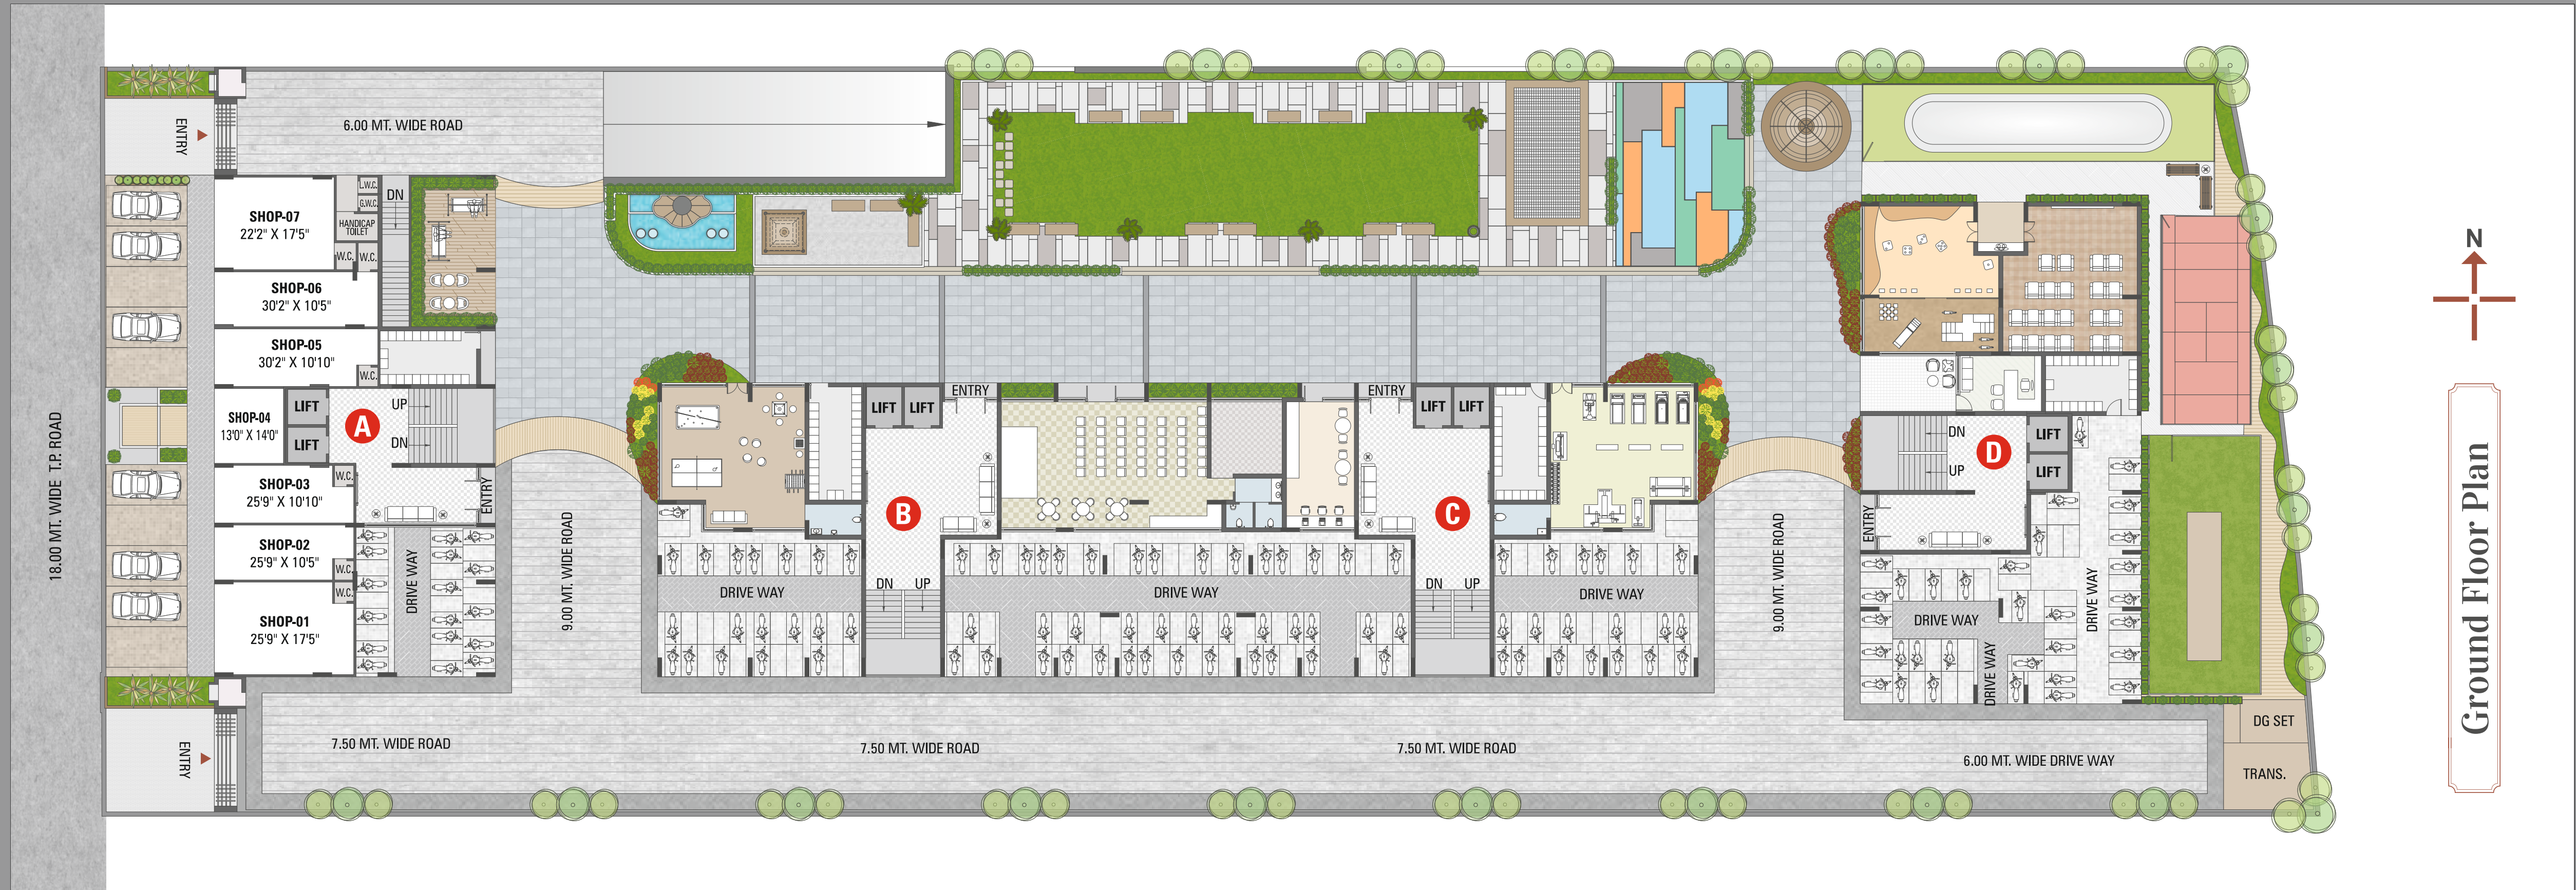 18.00 MT. WIDE T.P. ROAD
ENTRY
6.00 MT. WIDE ROAD
SHOP-07
22'2" X 17'5"
L.W.C.
G.W.C.
HANDICAP
TOILET
W.C.
W.C.
DN
SHOP-06
30'2" X 10'5"
SHOP-05
30'2" X 10'10"
W.C.
SHOP-04
13'0" X 14'0"
LIFT
LIFT
A
UP
DN
SHOP-03
25'9" X 10'10"
W.C.
ENTRY
SHOP-02
25'9" X 10'5"
W.C.
W.C.
SHOP-01
25'9" X 17'5"
DRIVE WAY
9.00 MT. WIDE ROAD
ENTRY
7.50 MT. WIDE ROAD
LIFT
LIFT
ENTRY
B
DN
UP
DRIVE WAY
DRIVE WAY
7.50 MT. WIDE ROAD
ENTRY
LIFT
LIFT
C
DN
UP
DRIVE WAY
7.50 MT. WIDE ROAD
9.00 MT. WIDE ROAD
DN
UP
D
LIFT
LIFT
ENTRY
DRIVE WAY
DRIVE WAY
DRIVE WAY
6.00 MT. WIDE DRIVE WAY
DG SET
TRANS.
N
Ground Floor Plan